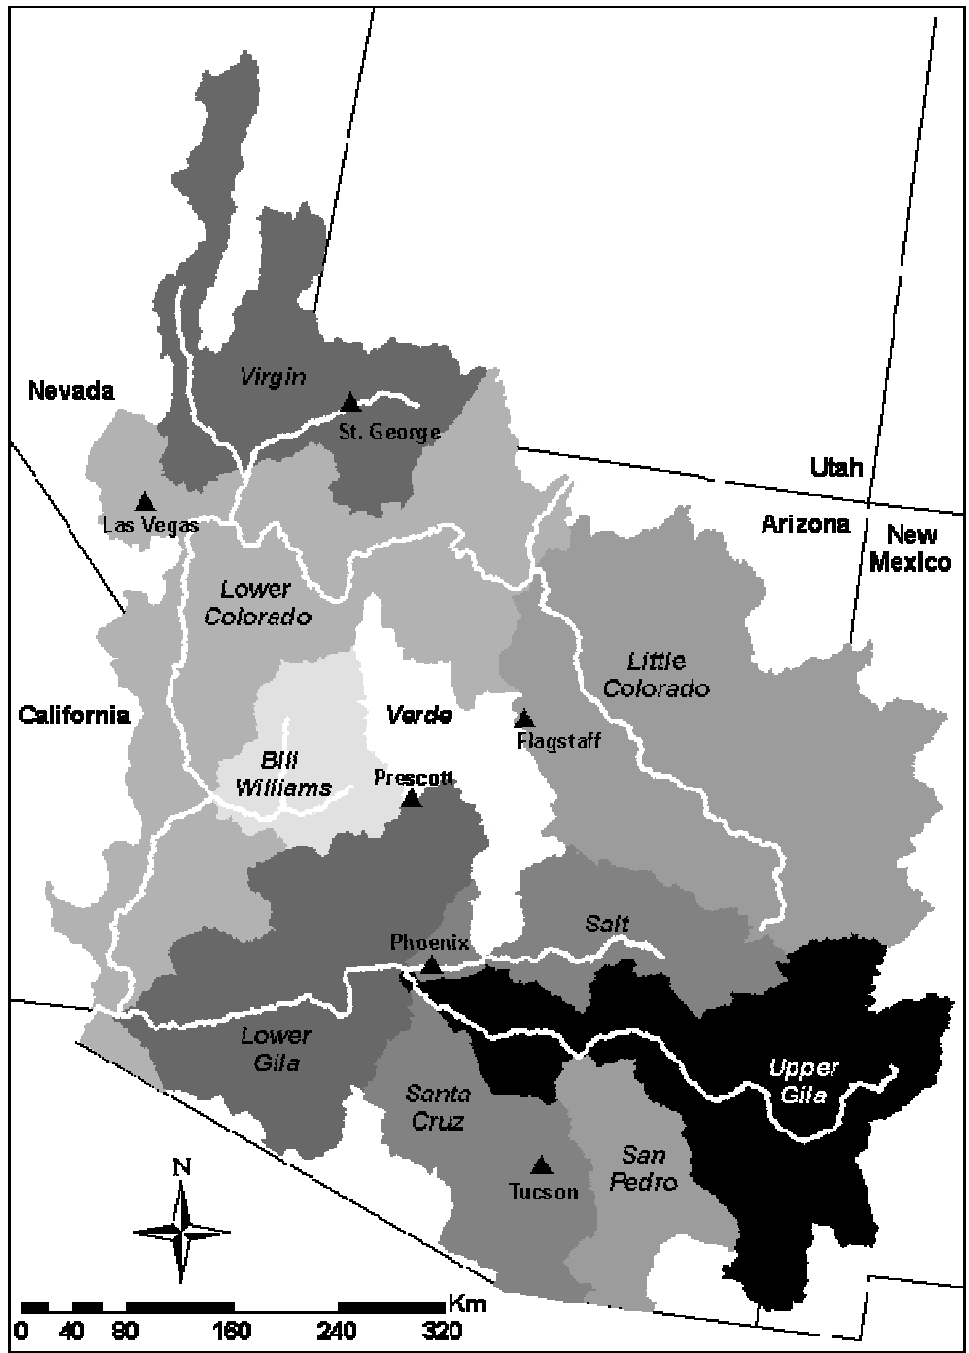 Virgin
Nevada
St. George
Utah
Las Vegas
Arizona
New
Mexico
Lower
Colorado
Little
Colorado
California
Verde
Flagstaff
Bill
Williams
Prescott
Salt
Phoenix
Lower
Gila
Upper
Gila
Santa
Cruz
San
Pedro
Tucson
N
Km
0 40 80 160 240 320